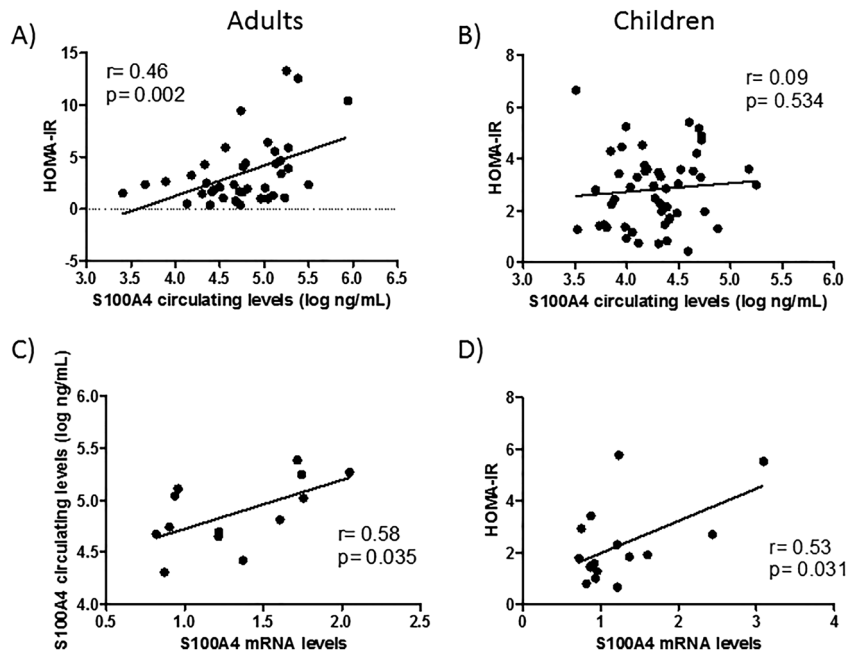 Adults
Children
A)
B)
15
10
5
0
-5
HOMA-IR
r= 0.46
p= 0.002
3.0 3.5 4.0 4.5 5.0 5.5 6.0 6.5
S100A4 circulating levels (log ng/mL)
8
6
4
2
0
HOMA-IR
r= 0.09
p= 0.534
3.0 3.5 4.0 4.5 5.0 5.5 6.0
S100A4 circulating levels (log ng/mL)
C)
D)
S100A4 circulating levels (log ng/mL)
6.0
5.5
5.0
4.5
4.0
r= 0.58
p= 0.035
0.5 1.0 1.5 2.0 2.5
S100A4 mRNA levels
8
6
4
2
0
HOMA-IR
r= 0.53
p= 0.031
0 1 2 3 4
S100A4 mRNA levels